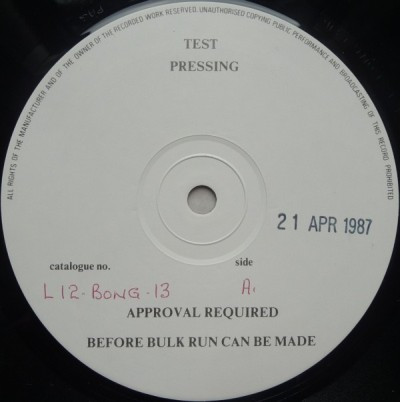 ALL RIGHTS OF THE MANUFACTURER AND OF THE OWNER OF THE RECORDED WORK RESERVED. UNAUTHORISED COPYING PUBLIC PERFORMANCE AND BROADCASTING OF THIS RECORD PROHIBITED
TEST
PRESSING
21 APR 1987
catalogue no. side
L12-BONG-13 A.
APPROVAL REQUIRED
BEFORE BULK RUN CAN BE MADE